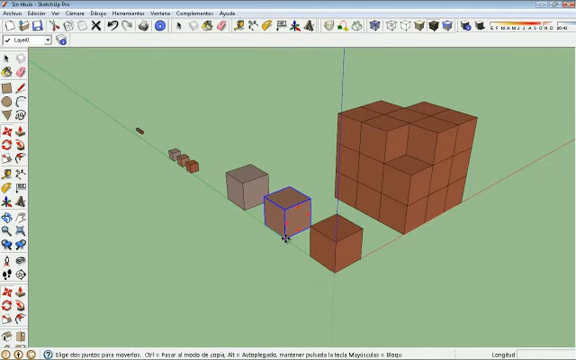 Sin título - SketchUp Pro
Archivo Edición Ver Cámara Dibujo Herramientas Ventana Complementos Ayuda
E F M A M J J A S O N D
Layer0
Elige dos puntos para moverlos. Ctrl = Pasar al modo de copia, Alt = Autoplegado, mantener pulsada la tecla Mayúsculas = Bloqu
Longitud